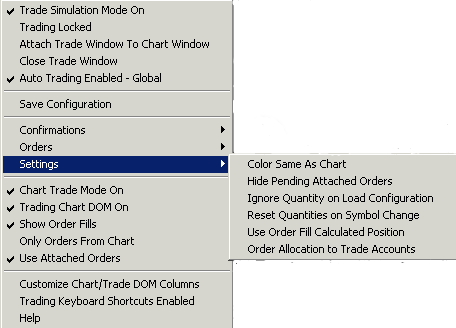 Trade Simulation Mode On
Trading Locked
Attach Trade Window To Chart Window
Close Trade Window
Auto Trading Enabled - Global
Save Configuration
Confirmations
Orders
Settings
Color Same As Chart
Hide Pending Attached Orders
Ignore Quantity on Load Configuration
Reset Quantities on Symbol Change
Use Order Fill Calculated Position
Order Allocation to Trade Accounts
Chart Trade Mode On
Trading Chart DOM On
Show Order Fills
Only Orders From Chart
Use Attached Orders
Customize Chart/Trade DOM Columns
Trading Keyboard Shortcuts Enabled
Help